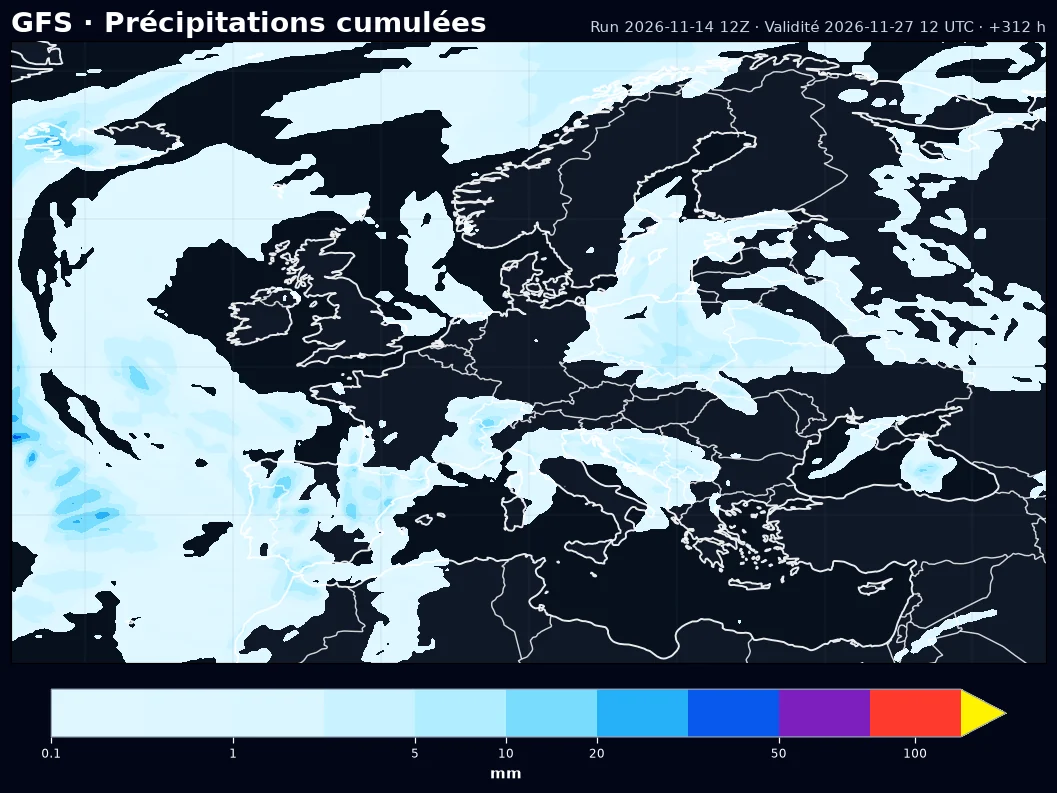 GFS · Précipitations cumulées
Run 2026-11-14 12Z · Validité 2026-11-27 12 UTC · +312 h
0.1 1 5 10 20 50 100
mm